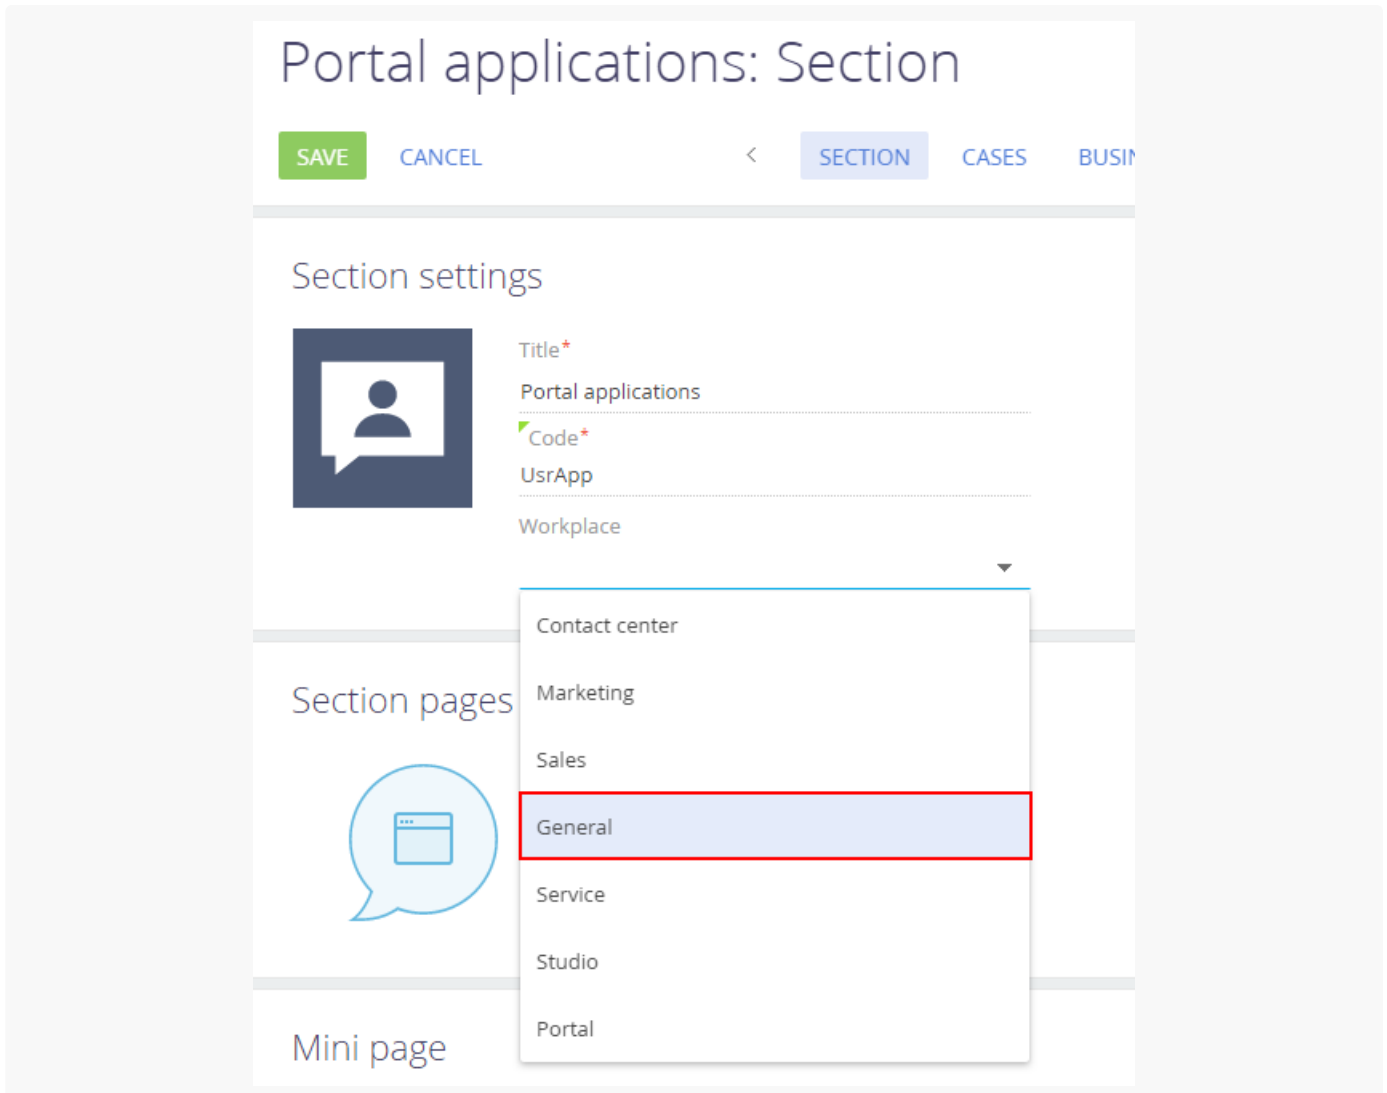 Portal applications: Section
SAVE CANCEL SECTION CASES BUSIN
Section settings
Title*
Portal applications
Code*
UsrApp
Workplace
Contact center
Marketing
Section pages
Sales
General
Service
Studio
Portal
Mini page